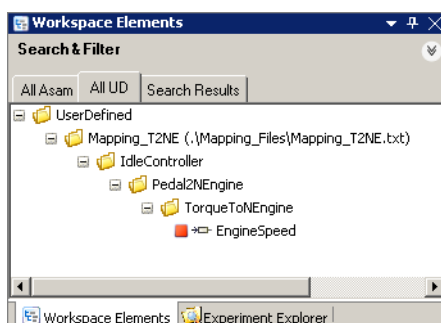 Workspace Elements
Search & Filter
All Asam All UD Search Results
UserDefined
Mapping_T2NE (.\Mapping_Files\Mapping_T2NE.txt)
IdleController
Pedal2NEngine
TorqueToNEngine
EngineSpeed
Workspace Elements Experiment Explorer